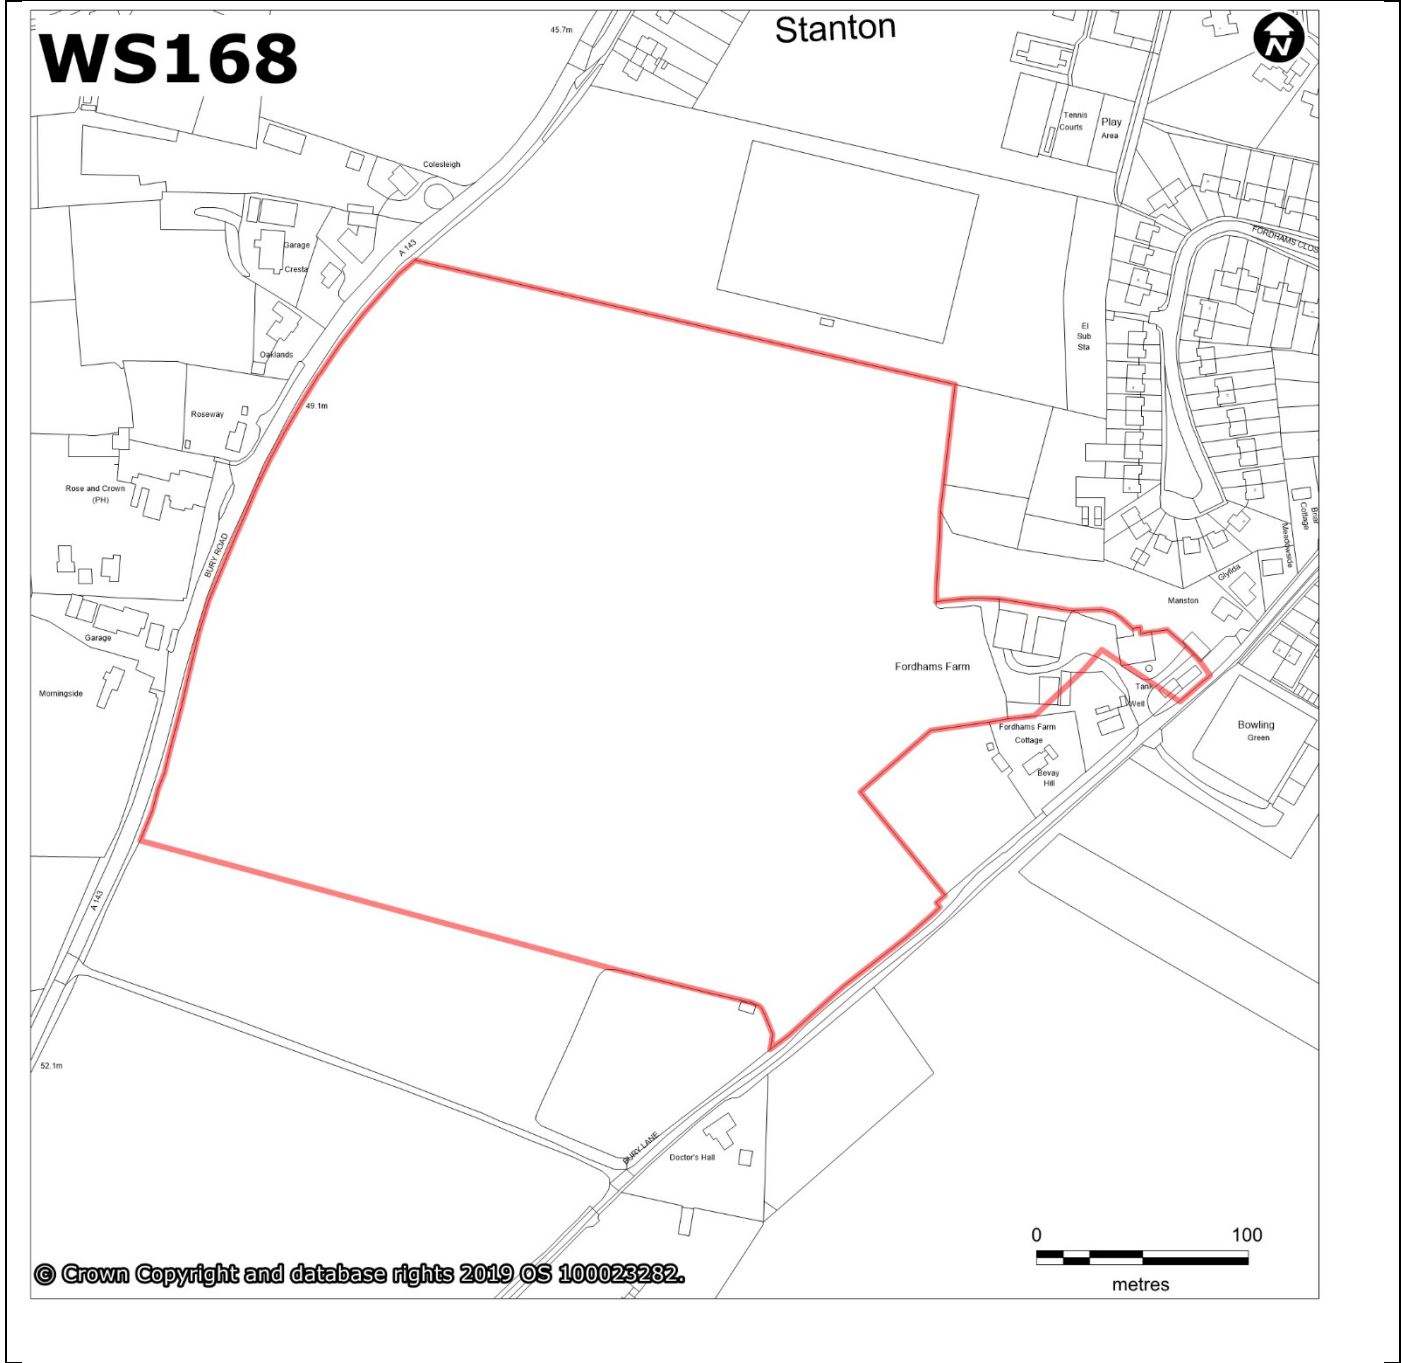 WS168
Stanton
N
45.7m
Tennis
Courts
Play
Area
Colesleigh
A 143
Garage
Cresta
FORDHAMS CLOS
El
Sub
Sta
Oaklands
49.1m
Roseway
Rose and Crown
(PH)
BURY ROAD
Briar
Cottage
Meadowside
Glyfida
Manston
Garage
Morningside
Fordhams Farm
Tank
Well
Fordhams Farm
Cottage
Bevay
Hill
Bowling
Green
A 143
52.1m
BURY LANE
Doctor's Hall
0
100
metres
© Crown Copyright and database rights 2019 OS 100023282.